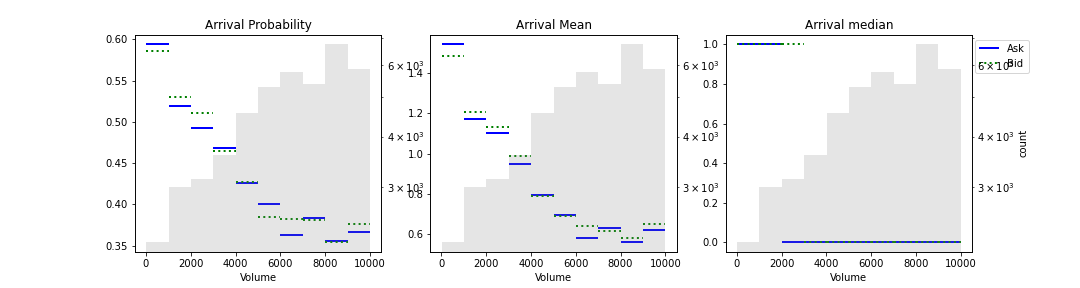 Arrival Probability
0.60
0.55
0.50
0.45
0.40
0.35
6 × 10³
4 × 10³
3 × 10³
0 2000 4000 6000 8000 10000
Volume
Arrival Mean
1.4
1.2
1.0
0.8
0.6
6 × 10³
4 × 10³
3 × 10³
0 2000 4000 6000 8000 10000
Volume
Arrival median
1.0
0.8
0.6
0.4
0.2
0.0
6 × 10³
4 × 10³
3 × 10³
count
0 2000 4000 6000 8000 10000
Volume
Ask
Bid